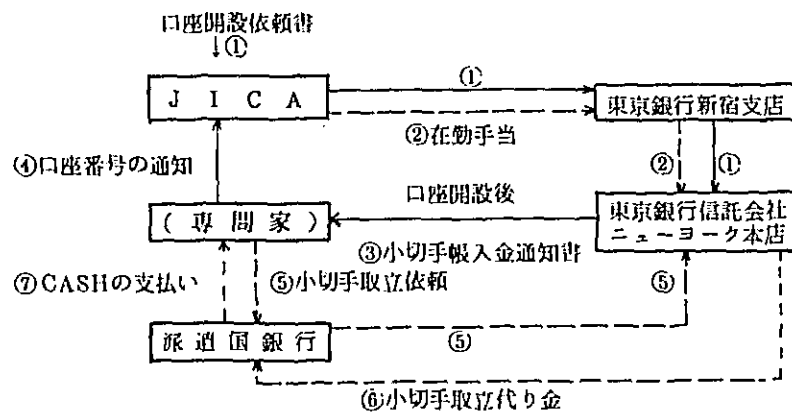 口座開設依頼書
↓①
JICA
①
東京銀行新宿支店
②在勤手当
②
①
④口座番号の通知
口座開設後
(専問家)
東京銀行信託会社
ニューヨーク本店
③小切手帳入金通知書
⑦CASHの支払い
⑤小切手取立依頼
⑤
派遣国銀行
⑤
⑥小切手取立代り金